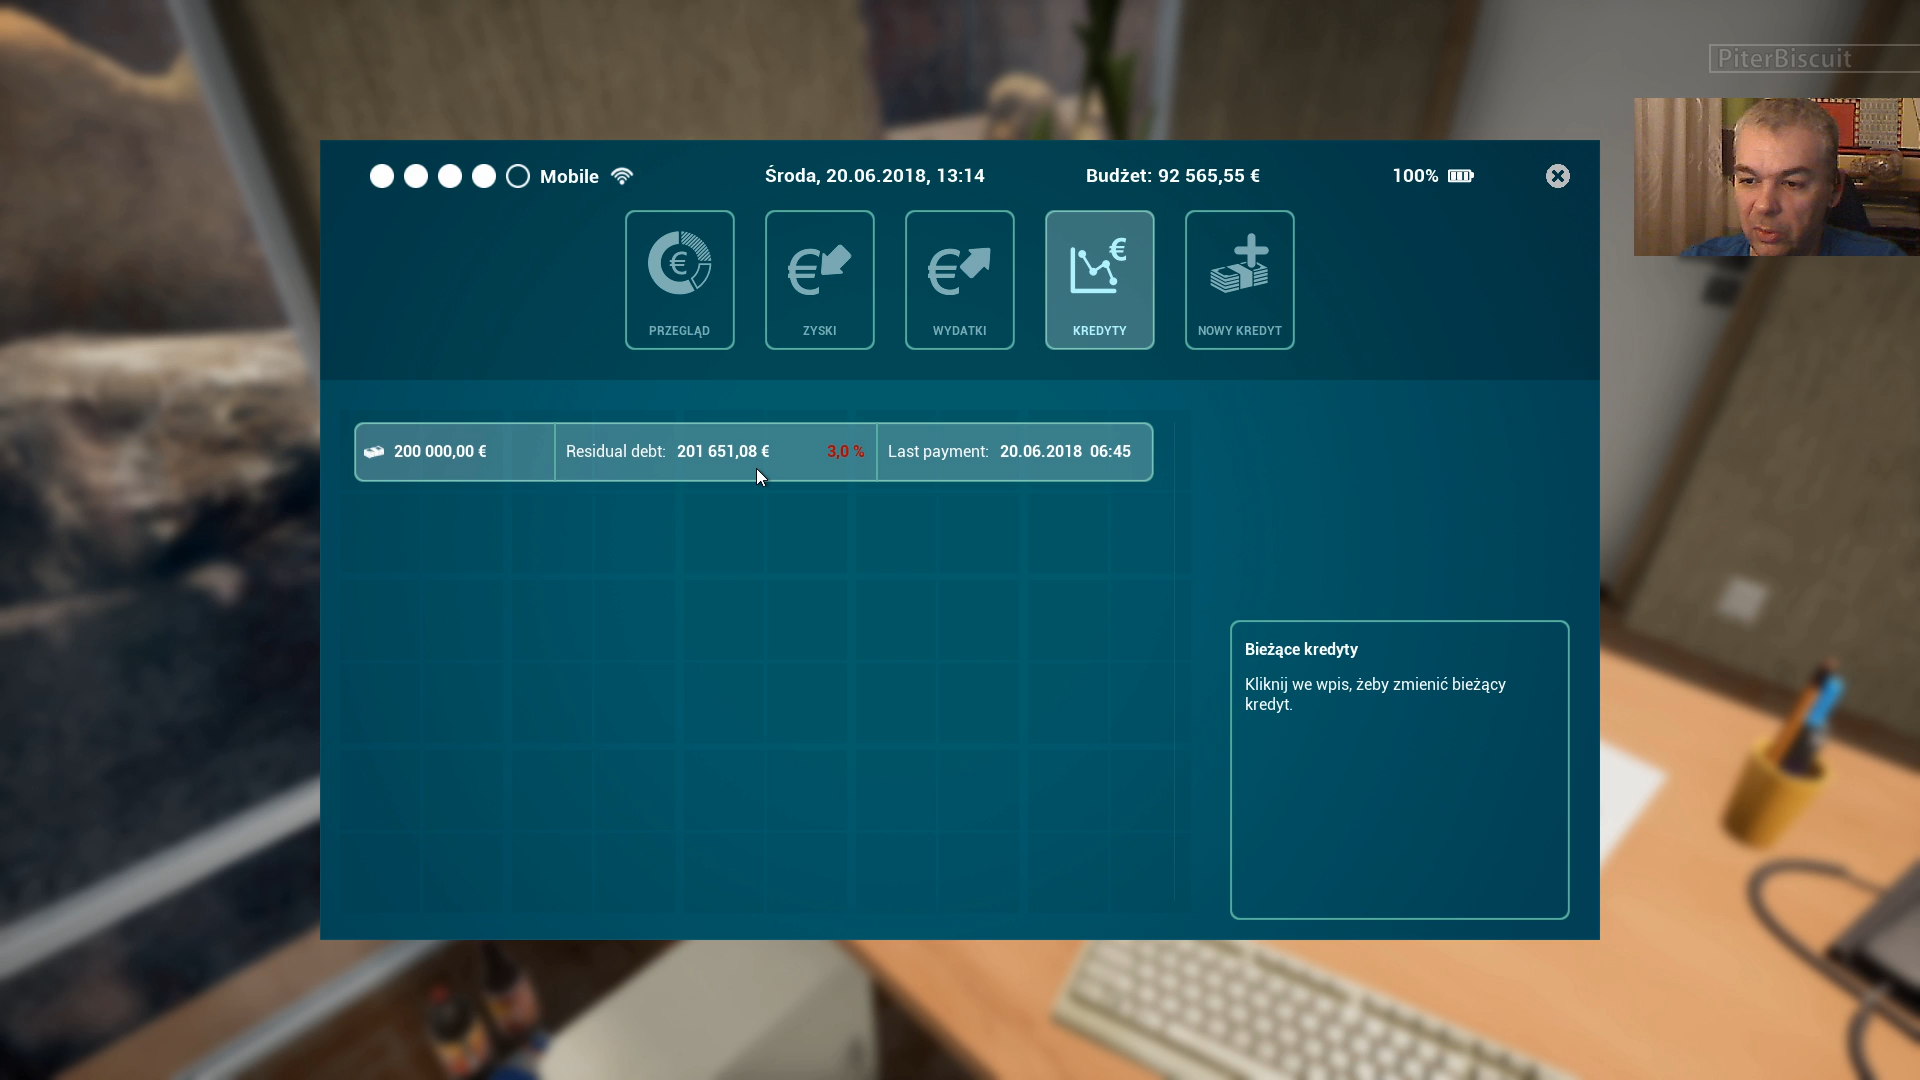 PiterBiscuit
Mobile
Środa, 20.06.2018, 13:14
Budżet: 92 565,55 €
100%
PRZEGLĄD
ZYSKI
WYDATKI
KREDYTY
NOWY KREDYT
200 000,00 €
Residual debt: 201 651,08 €
3,0 %
Last payment: 20.06.2018 06:45
Bieżące kredyty
Kliknij we wpis, żeby zmienić bieżący
kredyt.